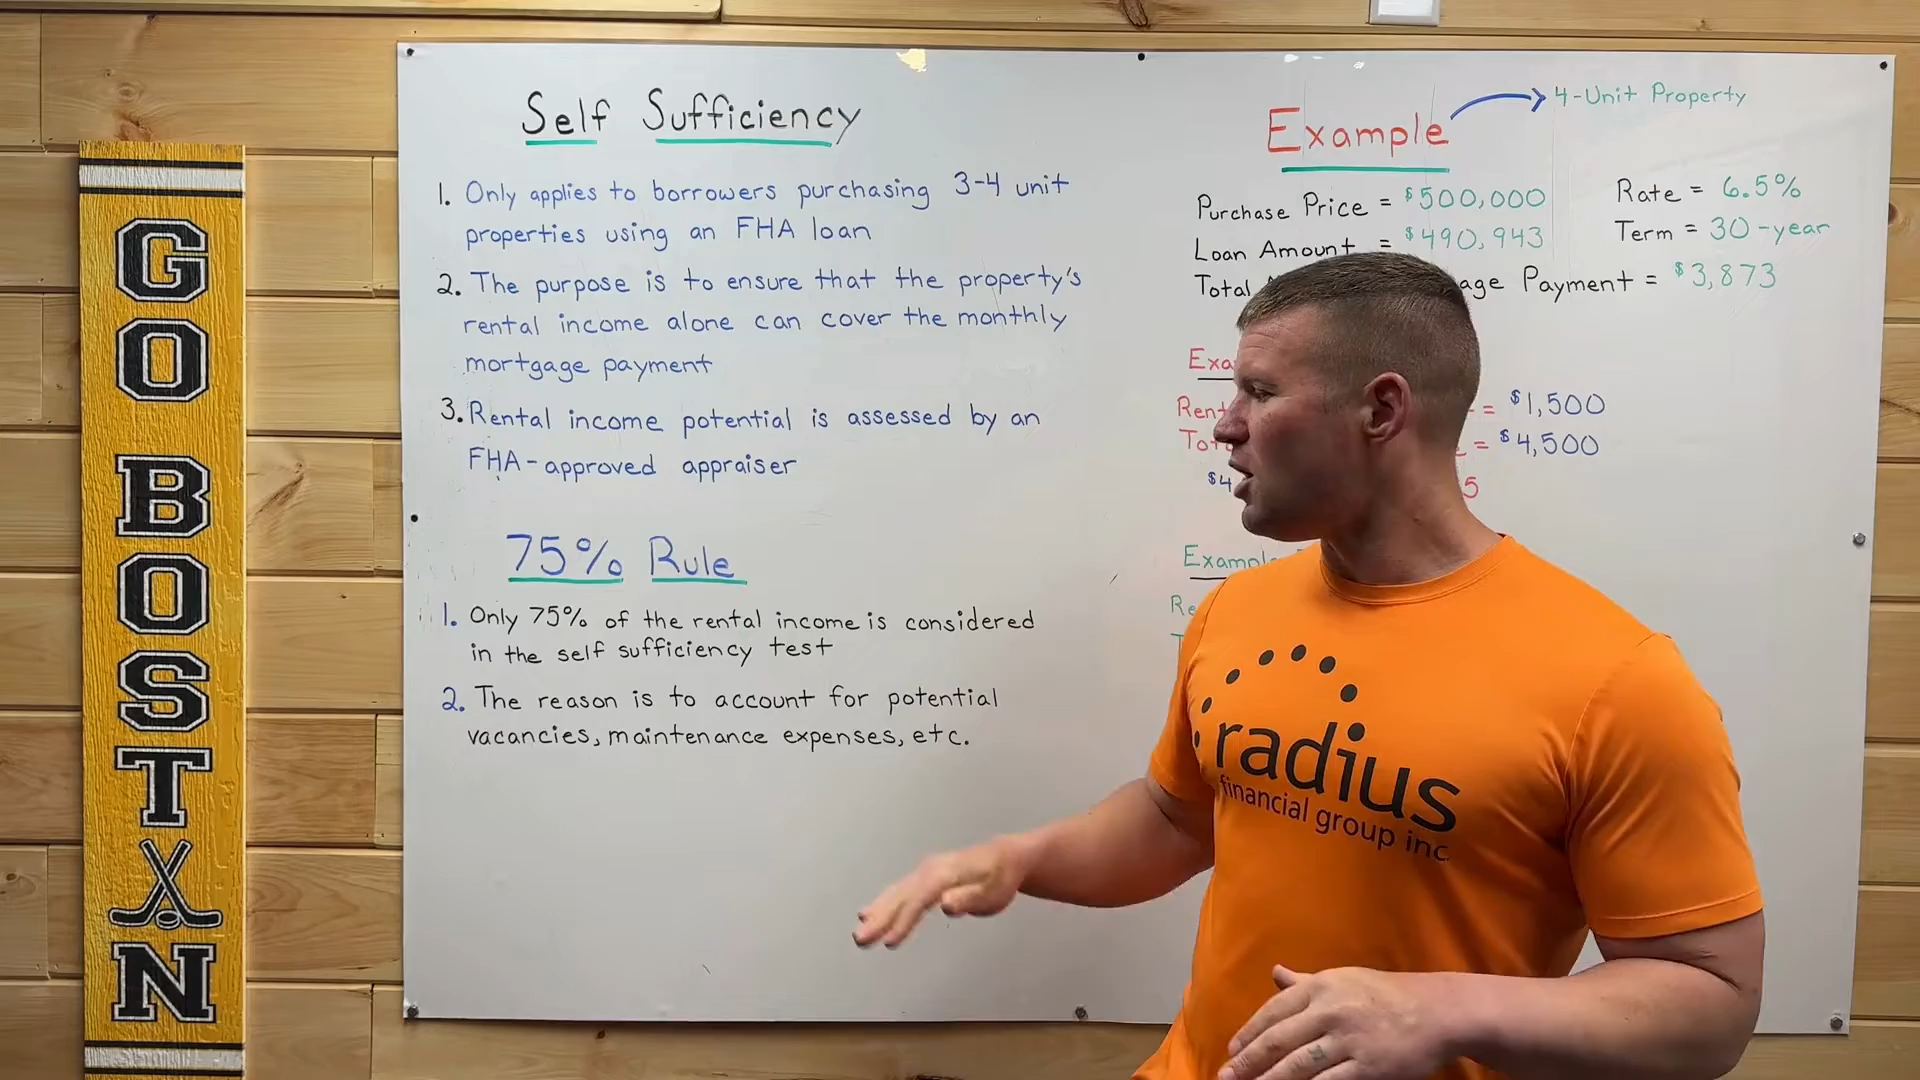 GO BOSTON
Self Sufficiency
1. Only applies to borrowers purchasing 3-4 unit
properties using an FHA loan
2. The purpose is to ensure that the property's
rental income alone can cover the monthly
mortgage payment
3. Rental income potential is assessed by an
FHA-approved appraiser
75% Rule
1. Only 75% of the rental income is considered
in the self sufficiency test
2. The reason is to account for potential
vacancies, maintenance expenses, etc.
Example
4-Unit Property
Purchase Price = $500,000
Rate = 6.5%
Loan Amount = $490,943
Term = 30-year
Total Payment = $3,873
= $1,500
= $4,500
$4
5
radius
financial group inc